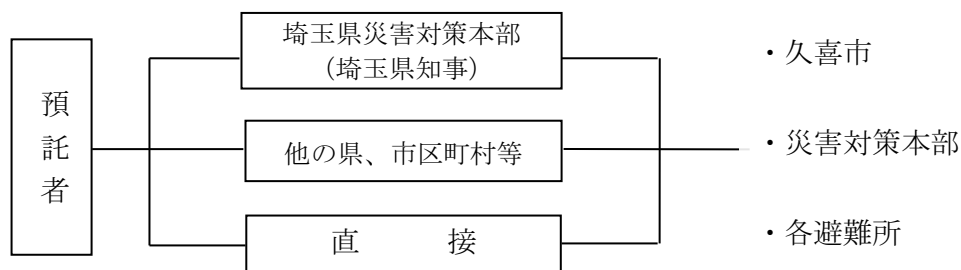 預託者
埼玉県災害対策本部
（埼玉県知事）
他の県、市区町村等
直　　　接
・久喜市
・災害対策本部
・各避難所